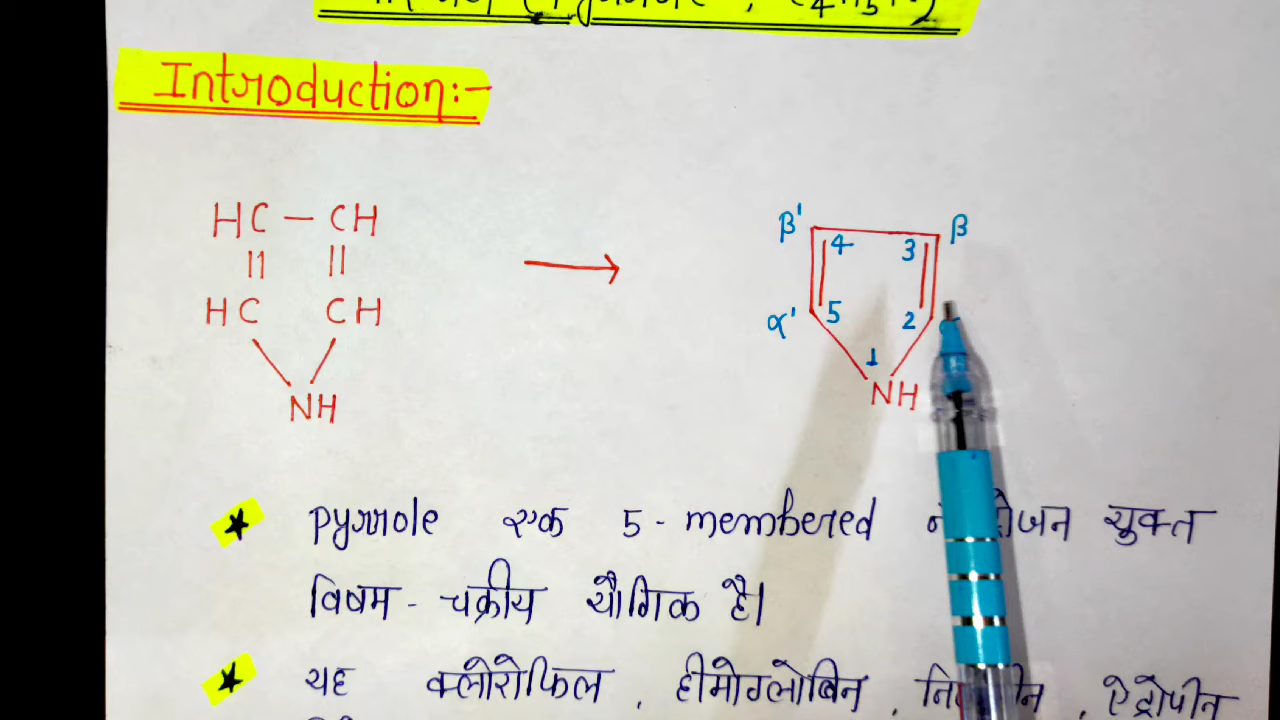 Introduction:-
HC – CH
HC CH
NH
β' 4 3 β
α' 5 2
1
NH
★ pyrrole एक 5 - membered युक्त
विषम - चक्रीय यौगिक है।
★ यह क्लोरोफिल , हीमोग्लोबिन ,